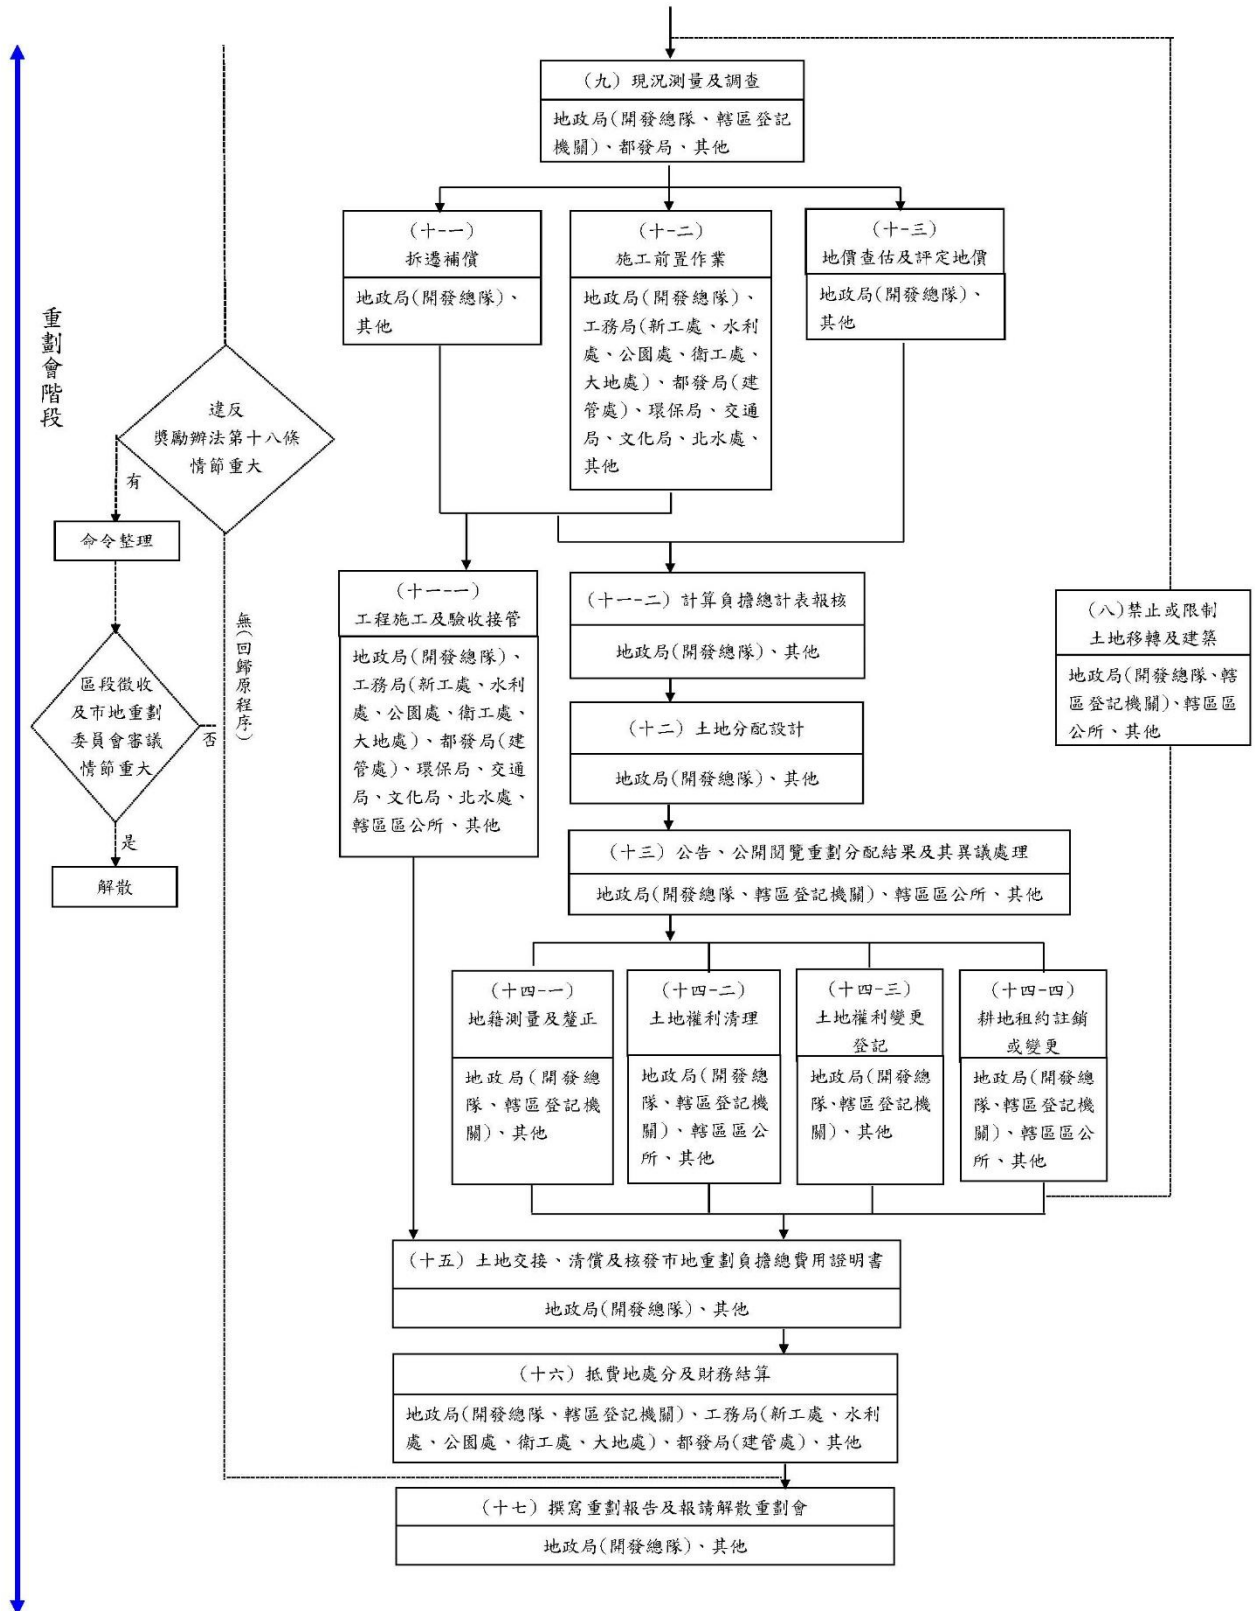 (九) 現況測量及調查
地政局(開發總隊、轄區登記
機關)、都發局、其他
(十-一)
拆遷補償
地政局(開發總隊)、
其他
(十-二)
施工前置作業
地政局(開發總隊)、
工務局(新工處、水利
處、公園處、衛工處、
大地處)、都發局(建
管處)、環保局、交通
局、文化局、北水處、
其他
(十-三)
地價查估及評定地價
地政局(開發總隊)、
其他
重劃會階段
違反
獎勵辦法第十八條
情節重大
有
命令整理
無(回歸原程序)
區段徵收
及市地重劃
委員會審議
情節重大
否
是
解散
(十一-一)
工程施工及驗收接管
地政局(開發總隊)、
工務局(新工處、水利
處、公園處、衛工處、
大地處)、都發局(建
管處)、環保局、交通
局、文化局、北水處、
轄區區公所、其他
(十一-二) 計算負擔總計表報核
地政局(開發總隊)、其他
(八)禁止或限制
土地移轉及建築
地政局(開發總隊、轄
區登記機關)、轄區區
公所、其他
(十二) 土地分配設計
地政局(開發總隊)、其他
(十三) 公告、公開閱覽重劃分配結果及其異議處理
地政局(開發總隊、轄區登記機關)、轄區區公所、其他
(十四-一)
地籍測量及釐正
地政局(開發總
隊、轄區登記機
關)、其他
(十四-二)
土地權利清理
地政局(開發總
隊、轄區登記機
關)、轄區區公
所、其他
(十四-三)
土地權利變更
登記
地政局(開發總
隊、轄區登記機
關)、其他
(十四-四)
耕地租約註銷
或變更
地政局(開發總
隊、轄區登記機
關)、轄區區公
所、其他
(十五) 土地交接、清償及核發市地重劃負擔總費用證明書
地政局(開發總隊)、其他
(十六) 抵費地處分及財務結算
地政局(開發總隊、轄區登記機關)、工務局(新工處、水利
處、公園處、衛工處、大地處)、都發局(建管處)、其他
(十七) 撰寫重劃報告及報請解散重劃會
地政局(開發總隊)、其他